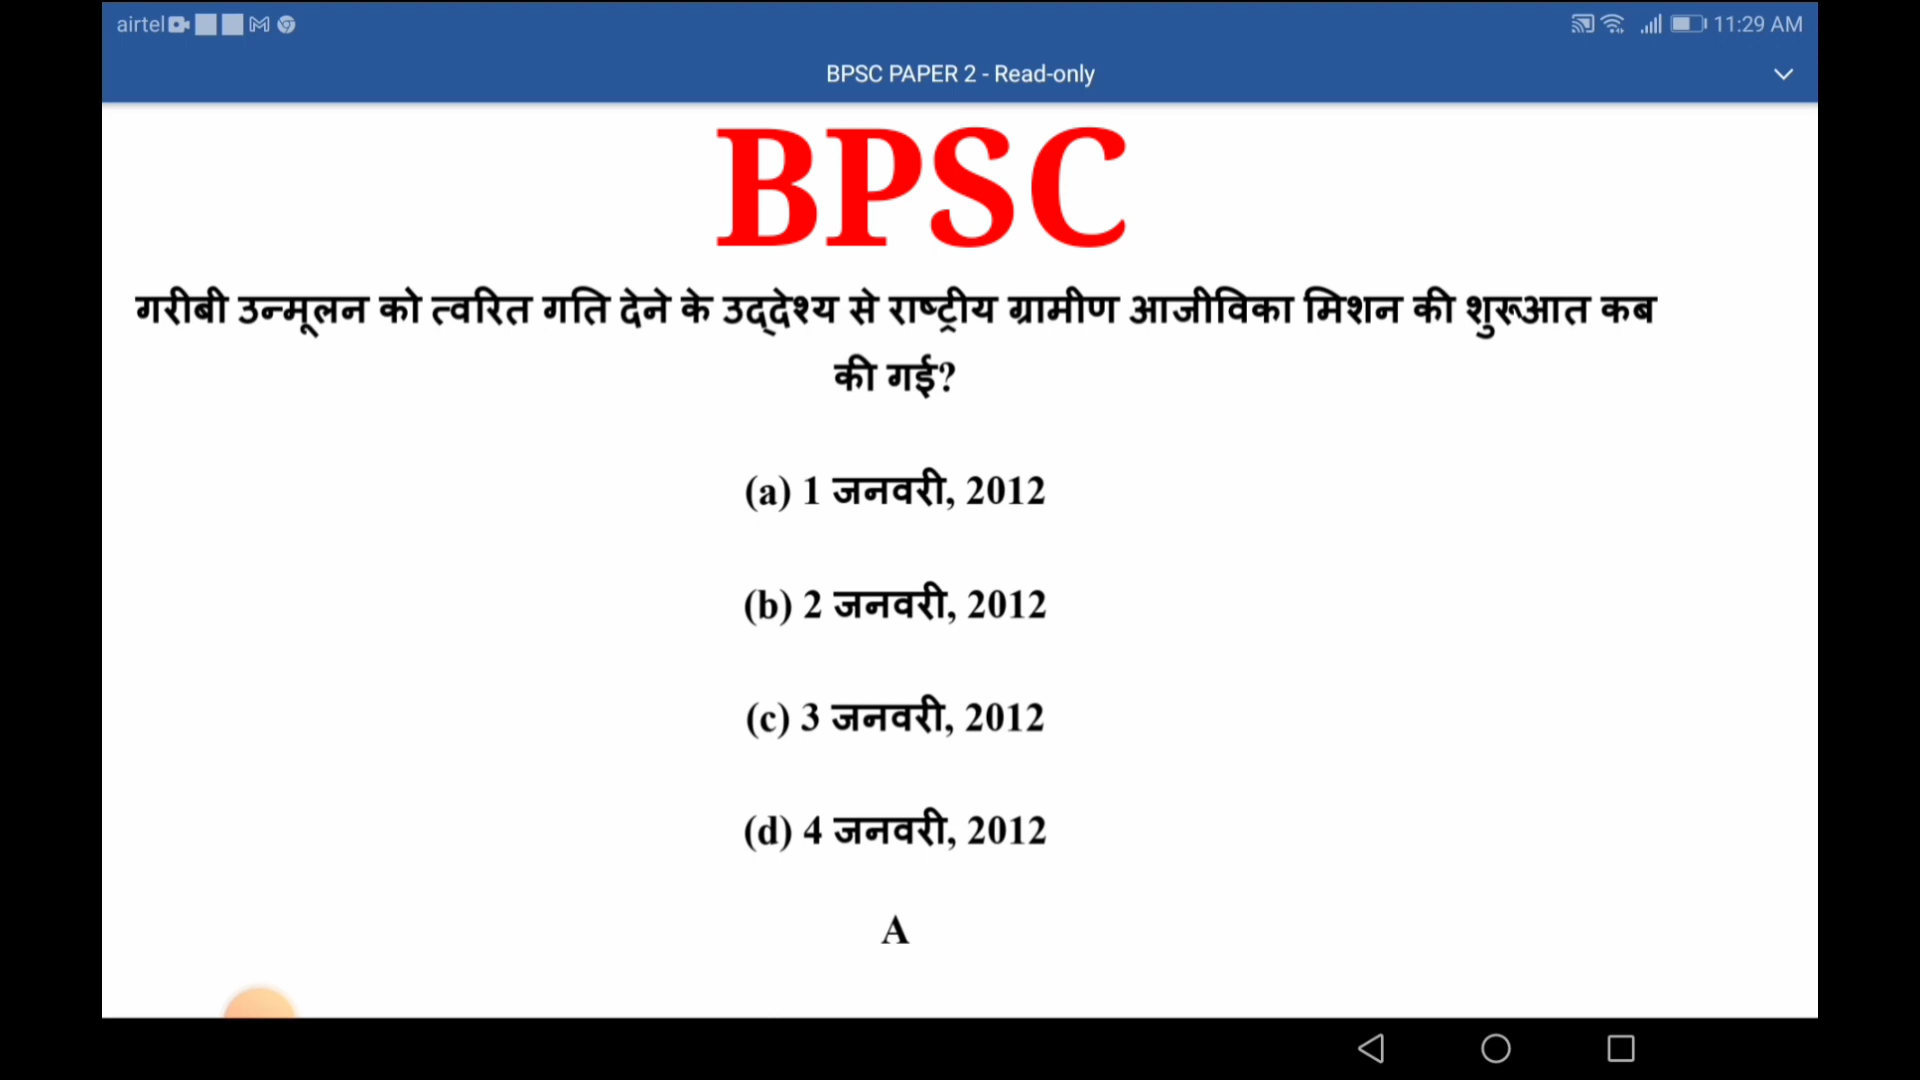 airtel 11:29 AM
BPSC PAPER 2 - Read-only
BPSC
गरीबी उन्मूलन को त्वरित गति देने के उद्देश्य से राष्ट्रीय ग्रामीण आजीविका मिशन की शुरूआत कब
की गई?
(a) 1 जनवरी, 2012
(b) 2 जनवरी, 2012
(c) 3 जनवरी, 2012
(d) 4 जनवरी, 2012
A